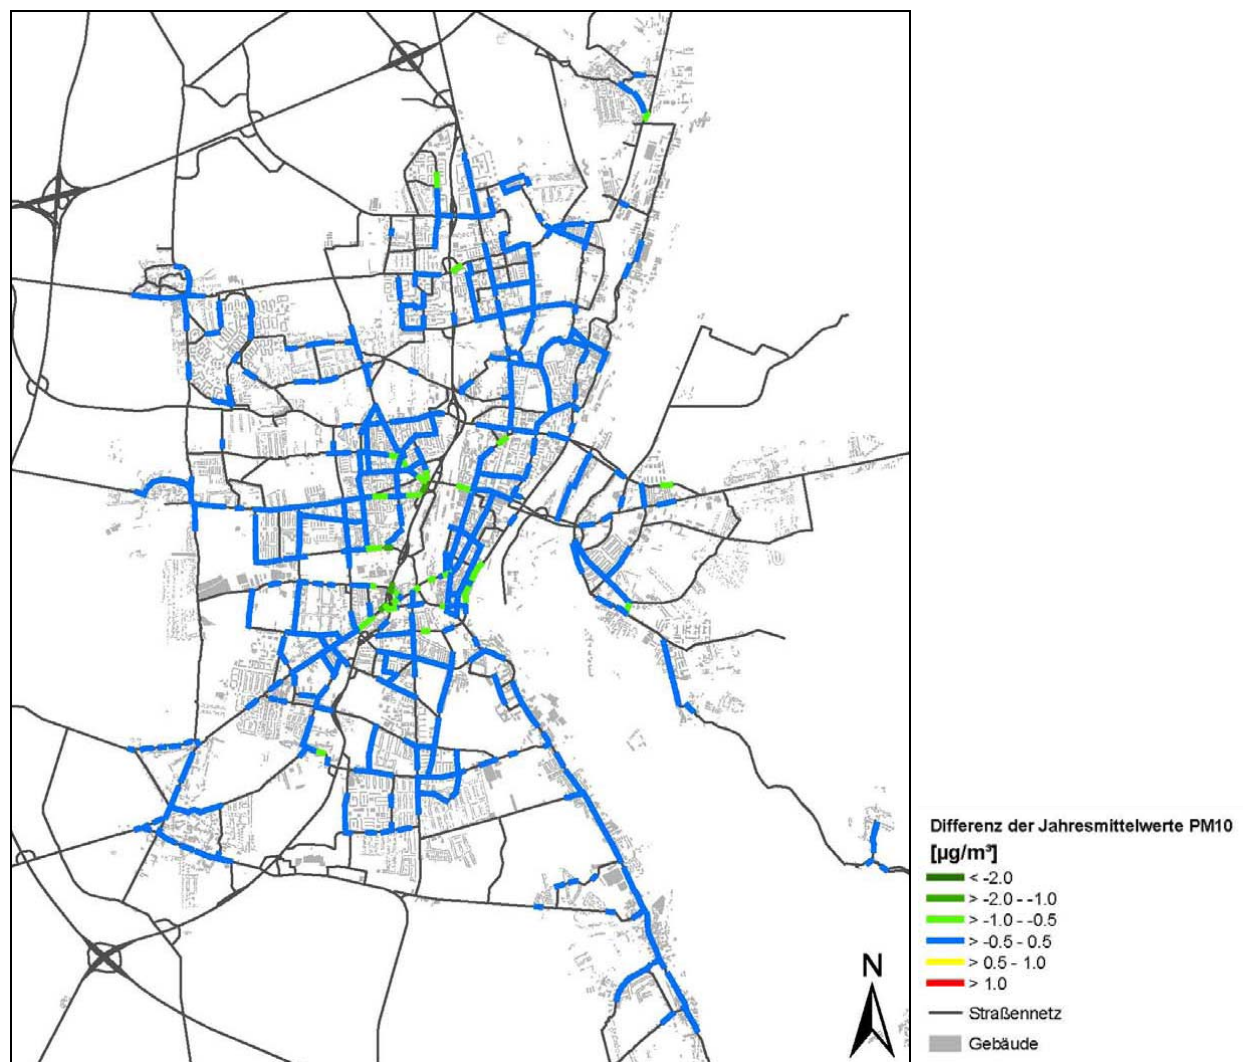 Differenz der Jahresmittelwerte PM10
[µg/m³]
< -2.0
> -2.0 - -1.0
> -1.0 - -0.5
> -0.5 - 0.5
> 0.5 - 1.0
> 1.0
Straßennetz
Gebäude
N